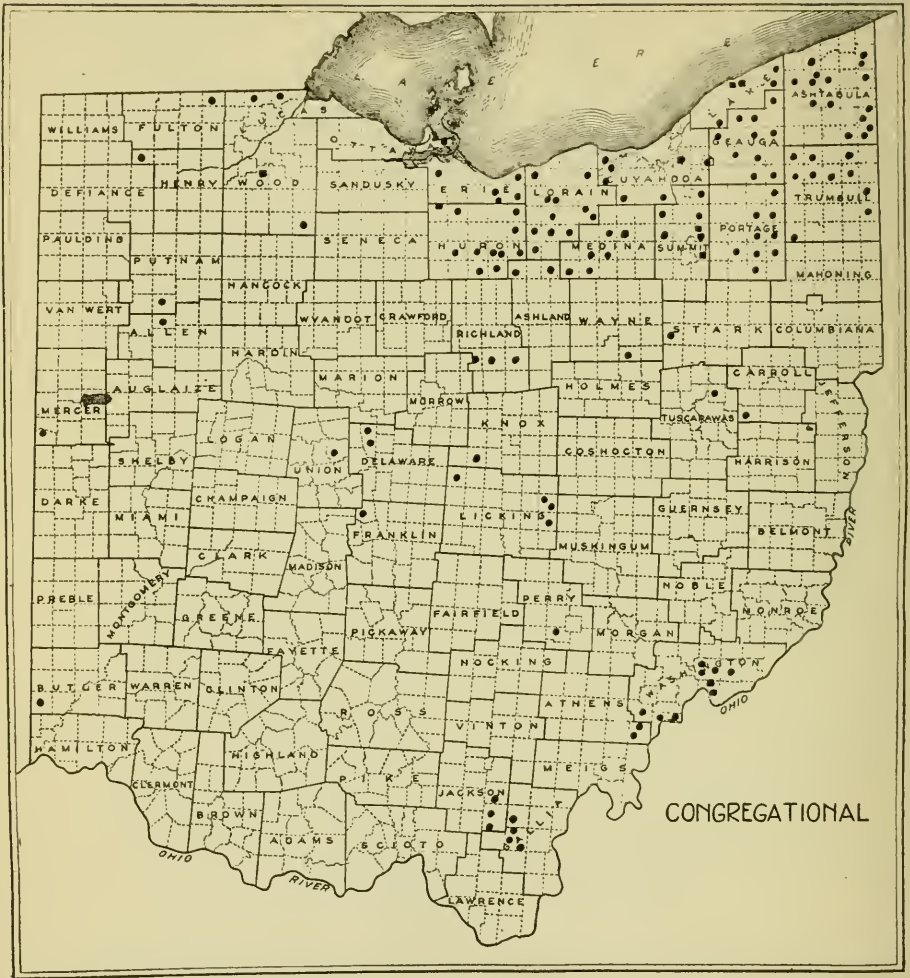 LAKE ERIE
WILLIAMS
FULTON
LUCAS
OTTAWA
LAKE
ASHTABULA
GEAUGA
CUYAHOGA
DEFIANCE
HENRY
WOOD
SANDUSKY
ERIE
LORAIN
TRUMBULL
PAULDING
PUTNAM
SENECA
HURON
MEDINA
SUMMIT
PORTAGE
MAHONING
HANCOCK
VAN WERT
ALLEN
WYANDOT
CRAWFORD
RICHLAND
ASHLAND
WAYNE
STARK
COLUMBIANA
HARDIN
AUGLAIZE
MARION
MORROW
HOLMES
CARROLL
JEFFERSON
MERCER
LOGAN
UNION
DELAWARE
KNOX
COSHOCTON
TUSCARAWAS
HARRISON
SHELBY
DARKE
CHAMPAIGN
MIAMI
CLARK
MADISON
FRANKLIN
LICKING
MUSKINGUM
GUERNSEY
BELMONT
RIVER
PREBLE
MONTGOMERY
GREENE
FAYETTE
PICKAWAY
FAIRFIELD
PERRY
MORGAN
NOBLE
MONROE
NOCKING
WASHINGTON
OHIO
BUTLER
WARREN
CLINTON
ROSS
VINTON
ATHENS
HAMILTON
CLERMONT
HIGHLAND
PIKE
JACKSON
MEIGS
GALLIA
BROWN
ADAMS
SCIOTO
LAWRENCE
OHIO
RIVER
CONGREGATIONAL